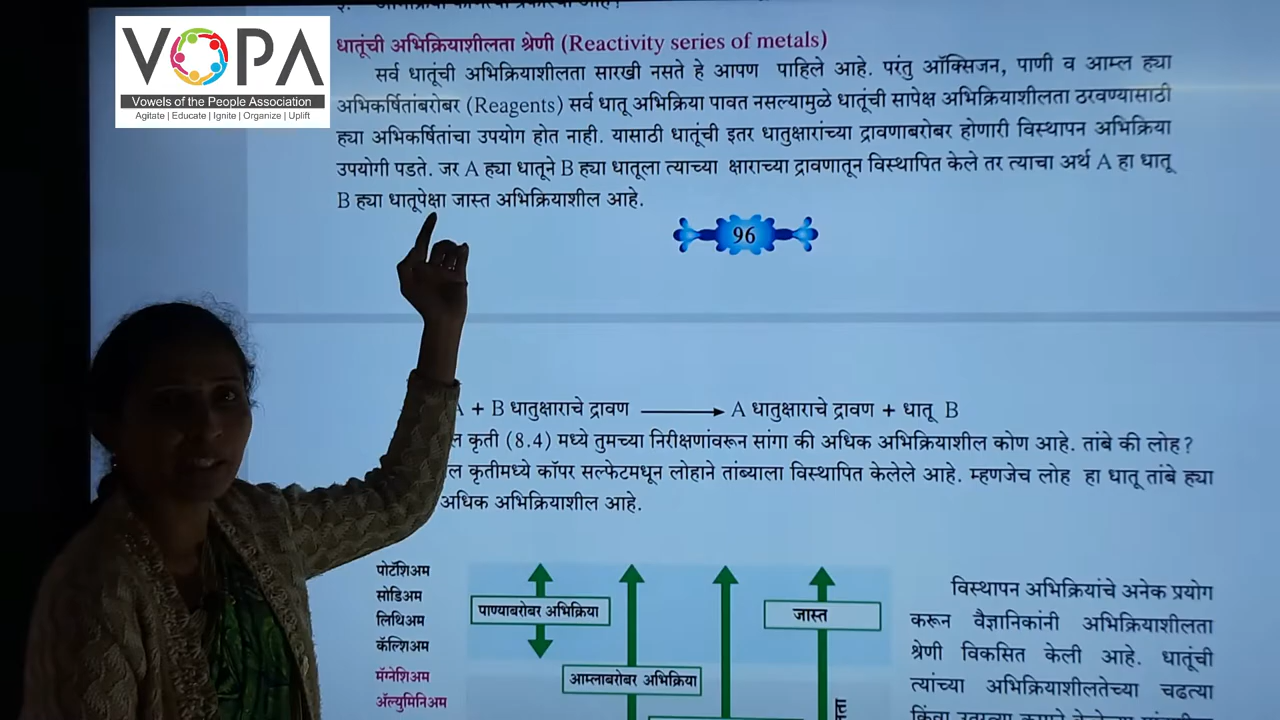 VOPA
Vowels of the People Association
Agitate | Educate | Ignite | Organize | Uplift
धातूंची अभिक्रियाशीलता श्रेणी (Reactivity series of metals)
सर्व धातूंची अभिक्रियाशीलता सारखी नसते हे आपण पाहिले आहे. परंतु ऑक्सिजन, पाणी व आम्ल ह्या
अभिकर्षितांबरोबर (Reagents) सर्व धातू अभिक्रिया पावत नसल्यामुळे धातूंची सापेक्ष अभिक्रियाशीलता ठरवण्यासाठी
ह्या अभिकर्षितांचा उपयोग होत नाही. यासाठी धातूंची इतर धातुक्षारांच्या द्रावणाबरोबर होणारी विस्थापन अभिक्रिया
उपयोगी पडते. जर A ह्या धातूने B ह्या धातूला त्याच्या क्षाराच्या द्रावणातून विस्थापित केले तर त्याचा अर्थ A हा धातू
B ह्या धातूपेक्षा जास्त अभिक्रियाशील आहे.
96
A + B धातुक्षाराचे द्रावण ⟶ A धातुक्षाराचे द्रावण + धातू B
कृती (8.4) मध्ये तुमच्या निरीक्षणांवरून सांगा की अधिक अभिक्रियाशील कोण आहे. तांबे की लोह?
कृतीमध्ये कॉपर सल्फेटमधून लोहाने तांब्याला विस्थापित केलेले आहे. म्हणजेच लोह हा धातू तांबे ह्या
अधिक अभिक्रियाशील आहे.
पोटॅशिअम
सोडिअम
लिथिअम
कॅल्शिअम
मॅग्नेशिअम
ॲल्युमिनिअम
पाण्याबरोबर अभिक्रिया
आम्लाबरोबर अभिक्रिया
जास्त
विस्थापन अभिक्रियांचे अनेक प्रयोग
करून वैज्ञानिकांनी अभिक्रियाशीलता
श्रेणी विकसित केली आहे. धातूंची
त्यांच्या अभिक्रियाशीलतेच्या चढत्या